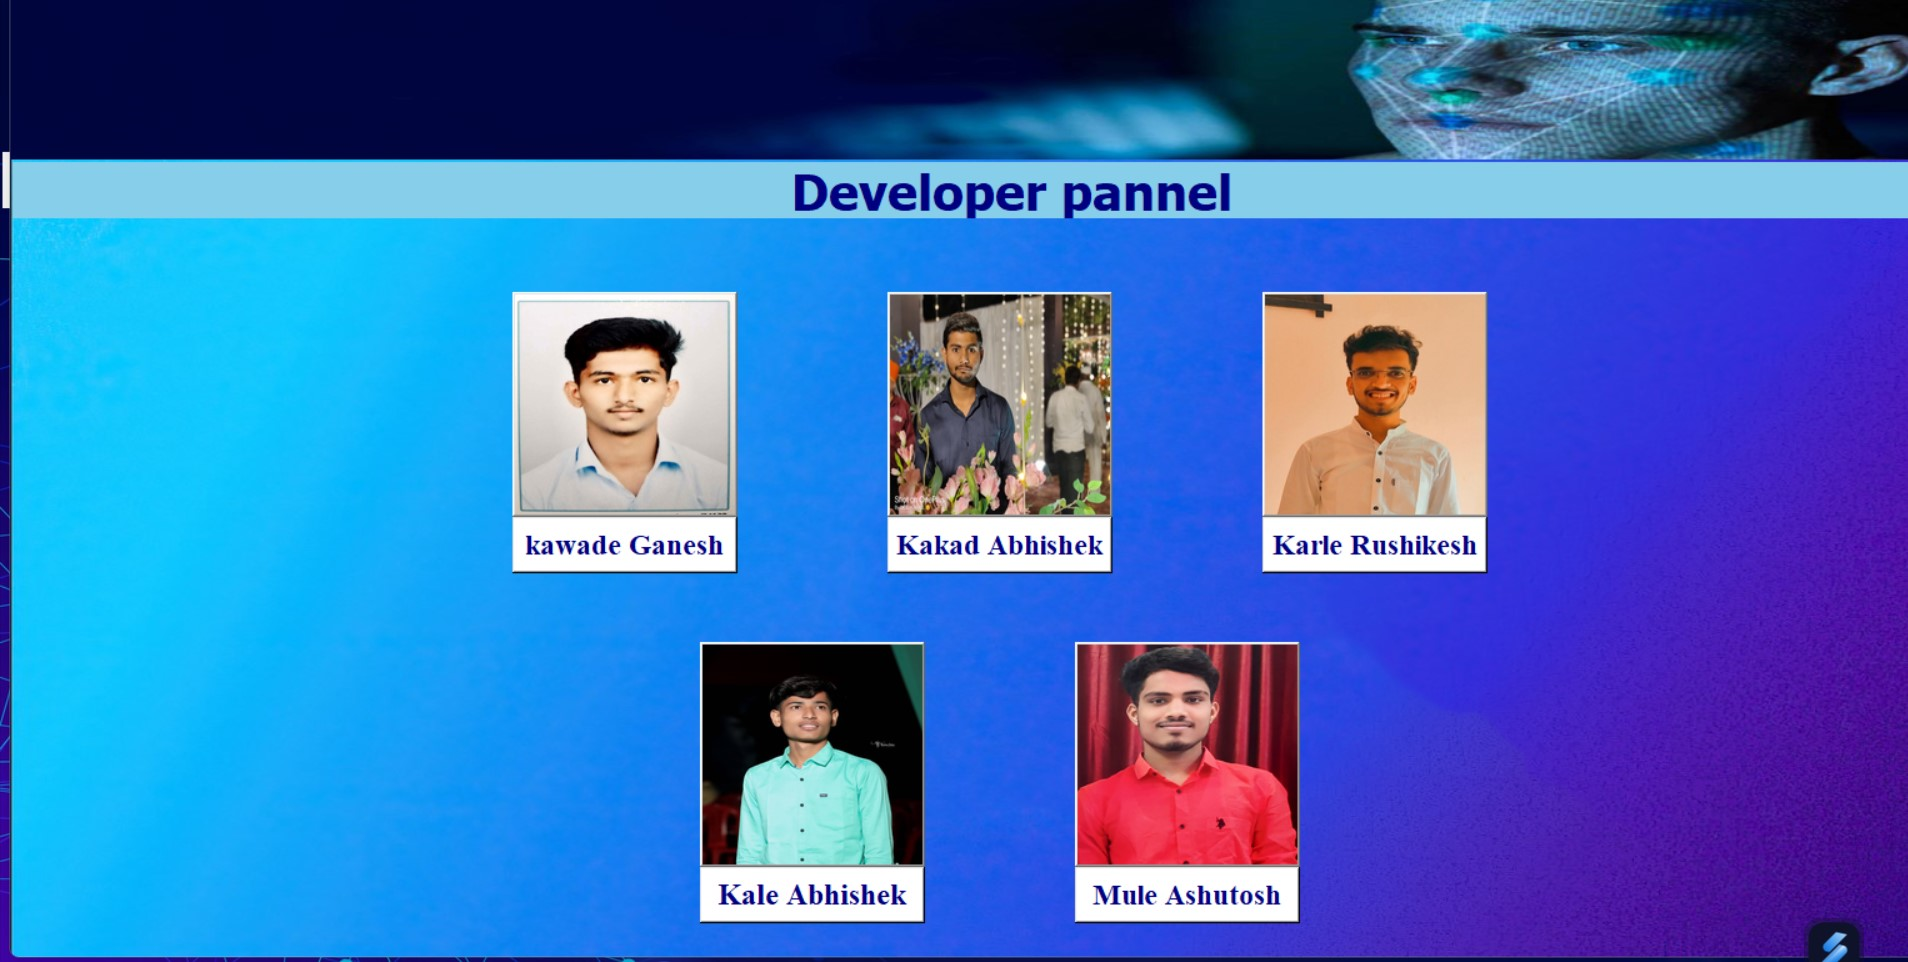 Developer pannel
kawade Ganesh
Kakad Abhishek
Karle Rushikesh
Kale Abhishek
Mule Ashutosh